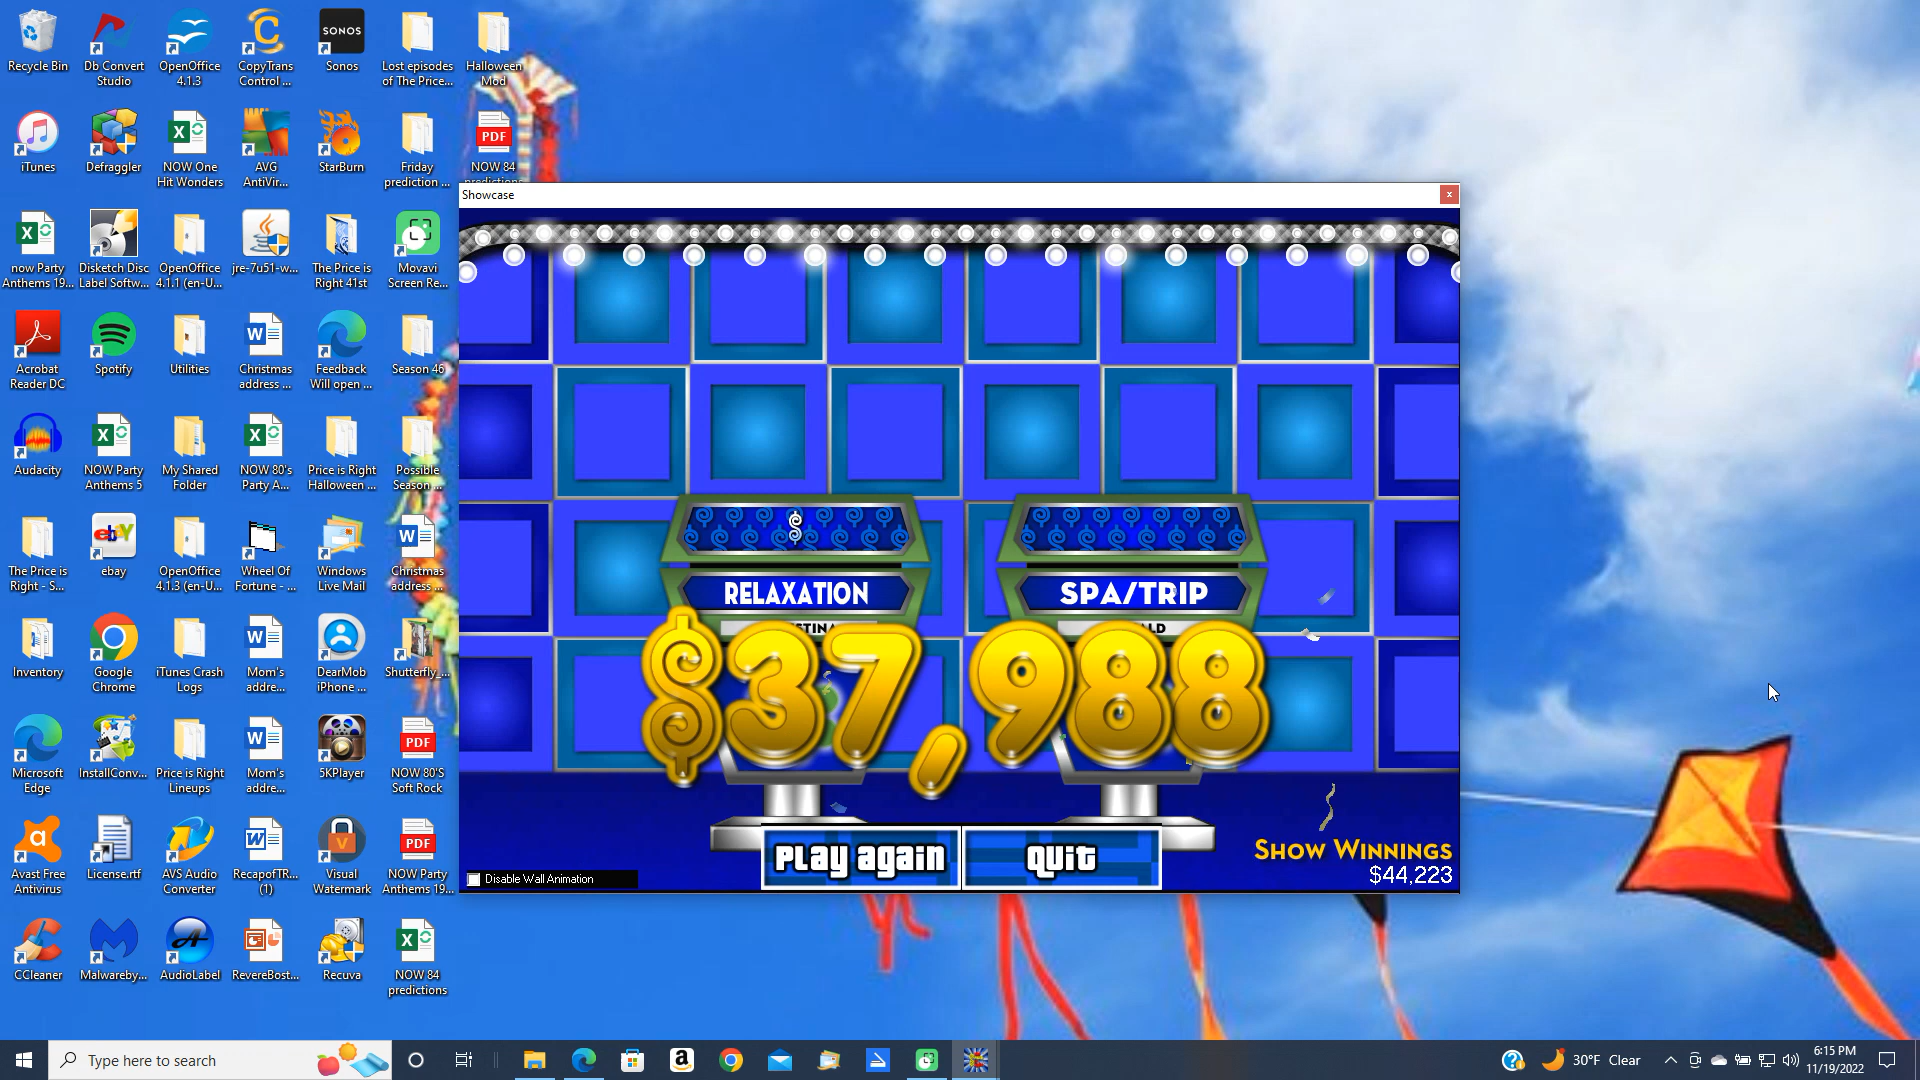 Recycle Bin
Db Convert
Studio
OpenOffice
4.1.3
CopyTrans
Control ...
SONOS
Sonos
Lost episodes
of The Price...
Halloween
Mod
iTunes
Defraggler
NOW One
Hit Wonders
AVG
AntiVir...
StarBurn
Friday
prediction ...
PDF
NOW 84
predictions
now Party
Anthems 19...
Disketch Disc
Label Softw...
OpenOffice
4.1.1 (en-U...
jre-7u51-w...
The Price is
Right 41st
Movavi
Screen Re...
Acrobat
Reader DC
Spotify
Utilities
Christmas
address ...
Feedback
Will open ...
Season 46
Audacity
NOW Party
Anthems 5
My Shared
Folder
NOW 80's
Party A...
Price is Right
Halloween ...
Possible
Season ...
The Price is
Right - S...
ebay
ebay
OpenOffice
4.1.3 (en-U...
Wheel Of
Fortune - ...
Windows
Live Mail
Christmas
address ...
Inventory
Google
Chrome
iTunes Crash
Logs
Mom's
addre...
DearMob
iPhone ...
Shutterfly_...
Microsoft
Edge
InstallConv...
Price is Right
Lineups
Mom's
addre...
5KPlayer
PDF
NOW 80'S
Soft Rock
Avast Free
Antivirus
License.rtf
AVS Audio
Converter
RecapofTR...
(1)
Visual
Watermark
PDF
NOW Party
Anthems 19...
CCleaner
Malwareby...
AudioLabel
RevereBost...
Recuva
NOW 84
predictions
Showcase
$
RELAXATION
SPA/TRIP
$37,988
Play again
Quit
Show Winnings
$44,223
Disable Wall Animation
Type here to search
30°F Clear
6:15 PM
11/19/2022